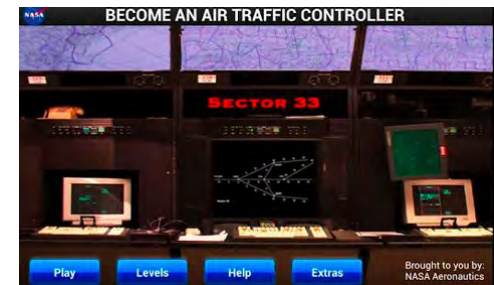 NASA
BECOME AN AIR TRAFFIC CONTROLLER
SECTOR 33
Play
Levels
Help
Extras
Brought to you by:
NASA Aeronautics